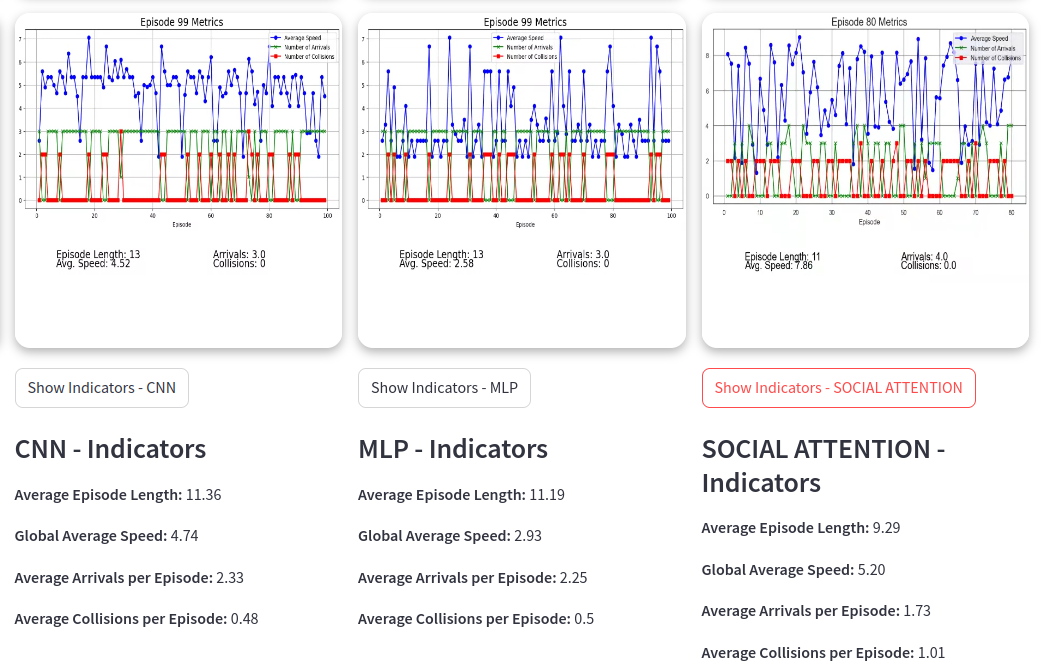 Episode 99 Metrics
Average Speed
Number of Arrivals
Number of Collisions
7
6
5
4
3
2
1
0
0 20 40 60 80 100
Episode
Episode Length: 13 Arrivals: 3.0
Avg. Speed: 4.52 Collisions: 0
Episode 99 Metrics
Average Speed
Number of Arrivals
Number of Collisions
7
6
5
4
3
2
1
0
0 20 40 60 80 100
Episode
Episode Length: 13 Arrivals: 3.0
Avg. Speed: 2.58 Collisions: 0
Episode 80 Metrics
Average Speed
Number of Arrivals
Number of Collisions
8
6
4
2
0
0 10 20 30 40 50 60 70 80
Episode
Episode Length: 11 Arrivals: 4.0
Avg. Speed: 7.86 Collisions: 0.0
Show Indicators - CNN
CNN - Indicators
Average Episode Length: 11.36
Global Average Speed: 4.74
Average Arrivals per Episode: 2.33
Average Collisions per Episode: 0.48
Show Indicators - MLP
MLP - Indicators
Average Episode Length: 11.19
Global Average Speed: 2.93
Average Arrivals per Episode: 2.25
Average Collisions per Episode: 0.5
Show Indicators - SOCIAL ATTENTION
SOCIAL ATTENTION -
Indicators
Average Episode Length: 9.29
Global Average Speed: 5.20
Average Arrivals per Episode: 1.73
Average Collisions per Episode: 1.01